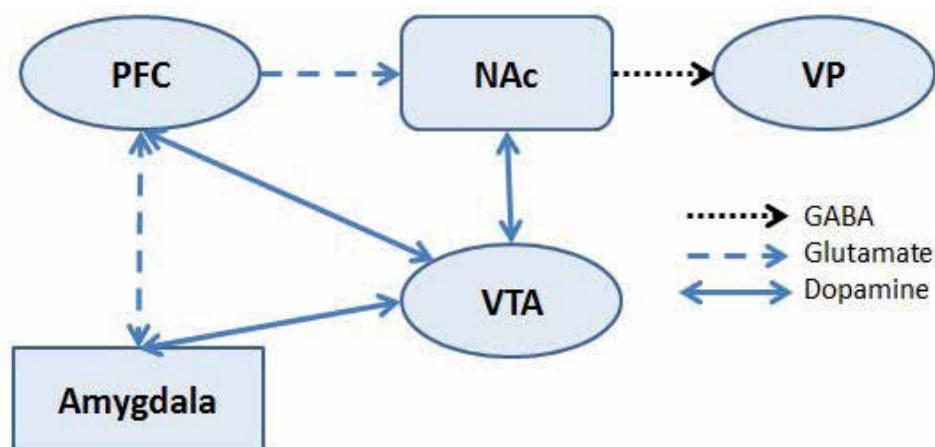 PFC
NAc
VP
GABA
Glutamate
Dopamine
VTA
Amygdala